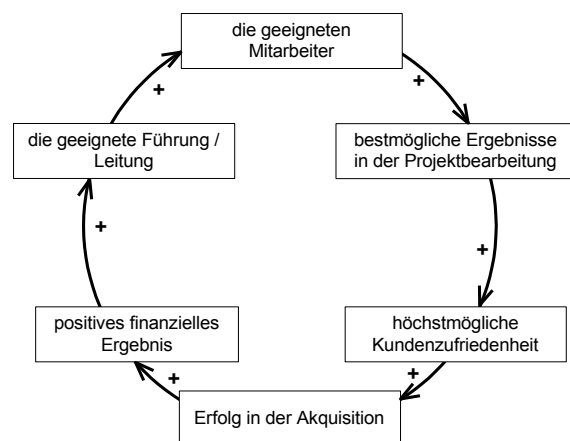 die geeigneten
Mitarbeiter
+
+
die geeignete Führung /
Leitung
bestmögliche Ergebnisse
in der Projektbearbeitung
+
+
positives finanzielles
Ergebnis
höchstmögliche
Kundenzufriedenheit
+
+
Erfolg in der Akquisition